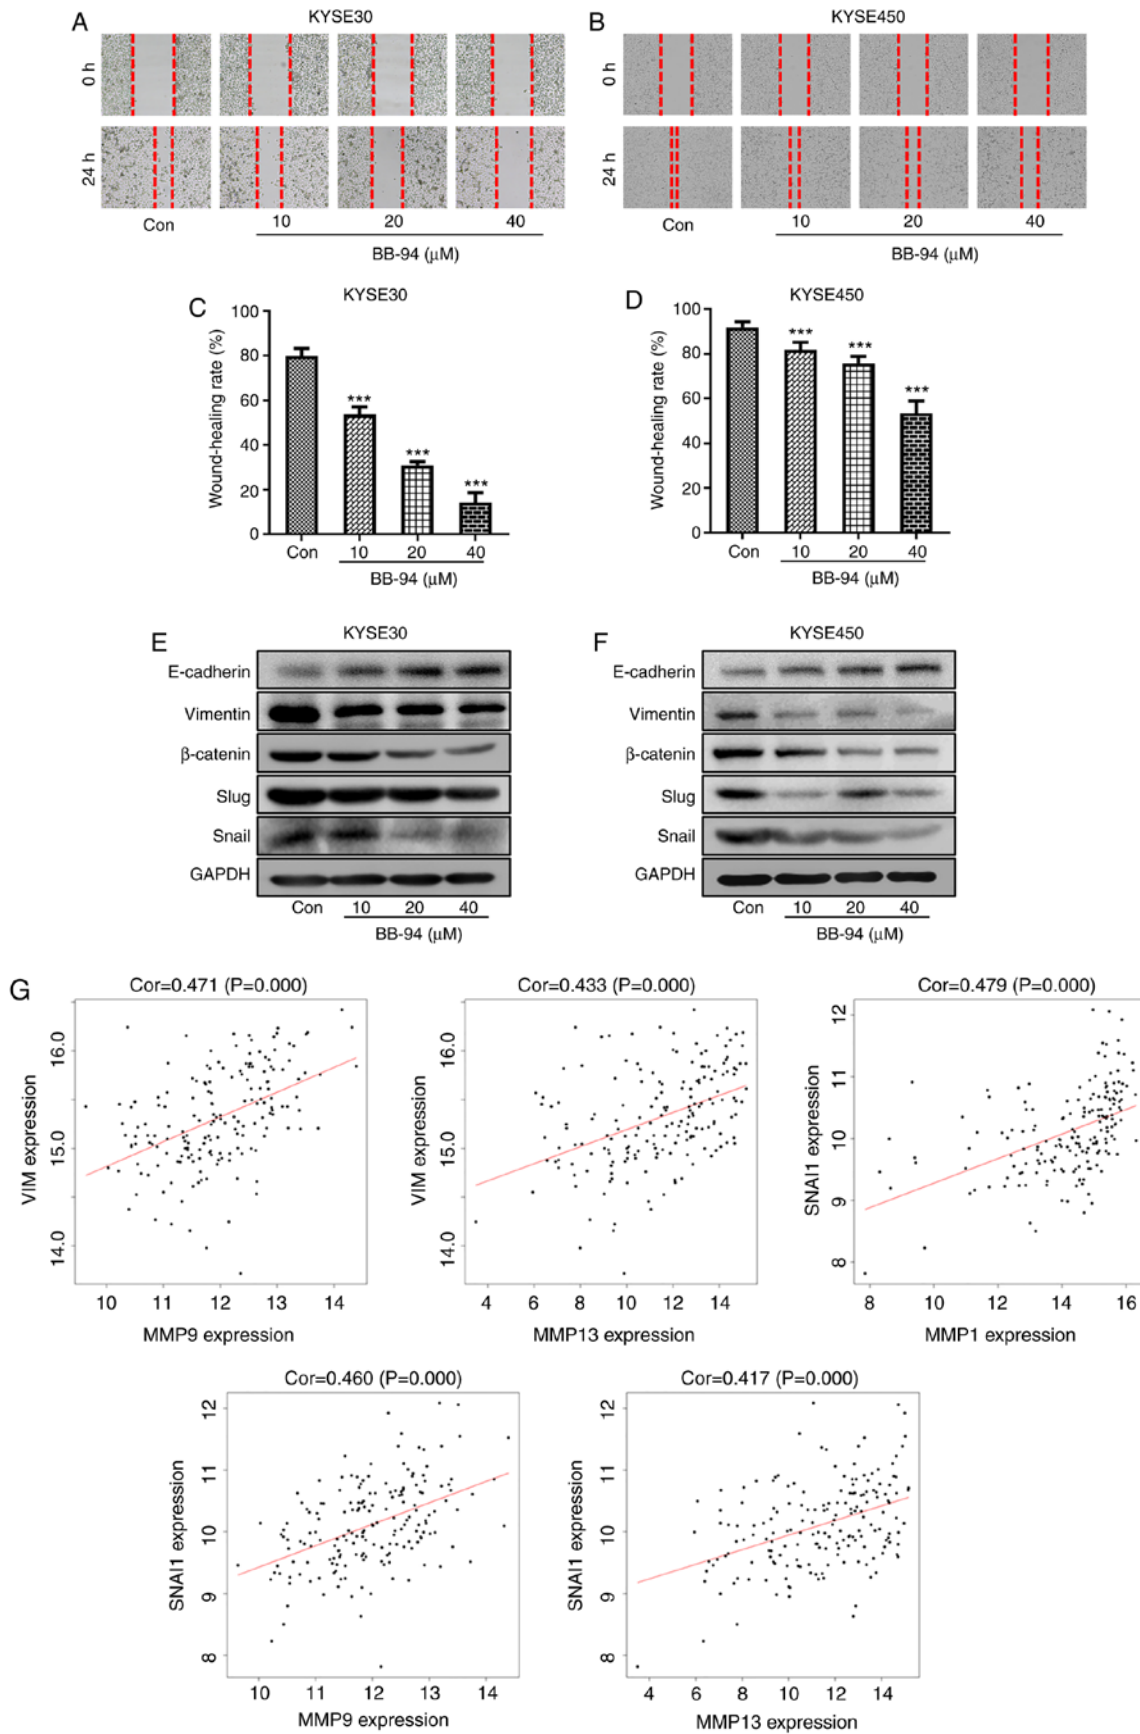 A
KYSE30
B
KYSE450
0 h
0 h
24 h
24 h
Con
10
20
40
BB-94 (μM)
Con
10
20
40
BB-94 (μM)
C
KYSE30
Wound-healing rate (%)
100
80
60
40
20
0
***
***
***
Con
10
20
40
BB-94 (μM)
D
KYSE450
Wound-healing rate (%)
100
80
60
40
20
0
***
***
***
Con
10
20
40
BB-94 (μM)
E
KYSE30
E-cadherin
Vimentin
β-catenin
Slug
Snail
GAPDH
Con
10
20
40
BB-94 (μM)
F
KYSE450
E-cadherin
Vimentin
β-catenin
Slug
Snail
GAPDH
Con
10
20
40
BB-94 (μM)
G
Cor=0.471 (P=0.000)
VIM expression
16.0
15.0
14.0
10 11 12 13 14
MMP9 expression
Cor=0.433 (P=0.000)
VIM expression
16.0
15.0
14.0
4 6 8 10 12 14
MMP13 expression
Cor=0.479 (P=0.000)
SNAI1 expression
12
11
10
9
8
8 10 12 14 16
MMP1 expression
Cor=0.460 (P=0.000)
SNAI1 expression
12
11
10
9
8
10 11 12 13 14
MMP9 expression
Cor=0.417 (P=0.000)
SNAI1 expression
12
11
10
9
8
4 6 8 10 12 14
MMP13 expression